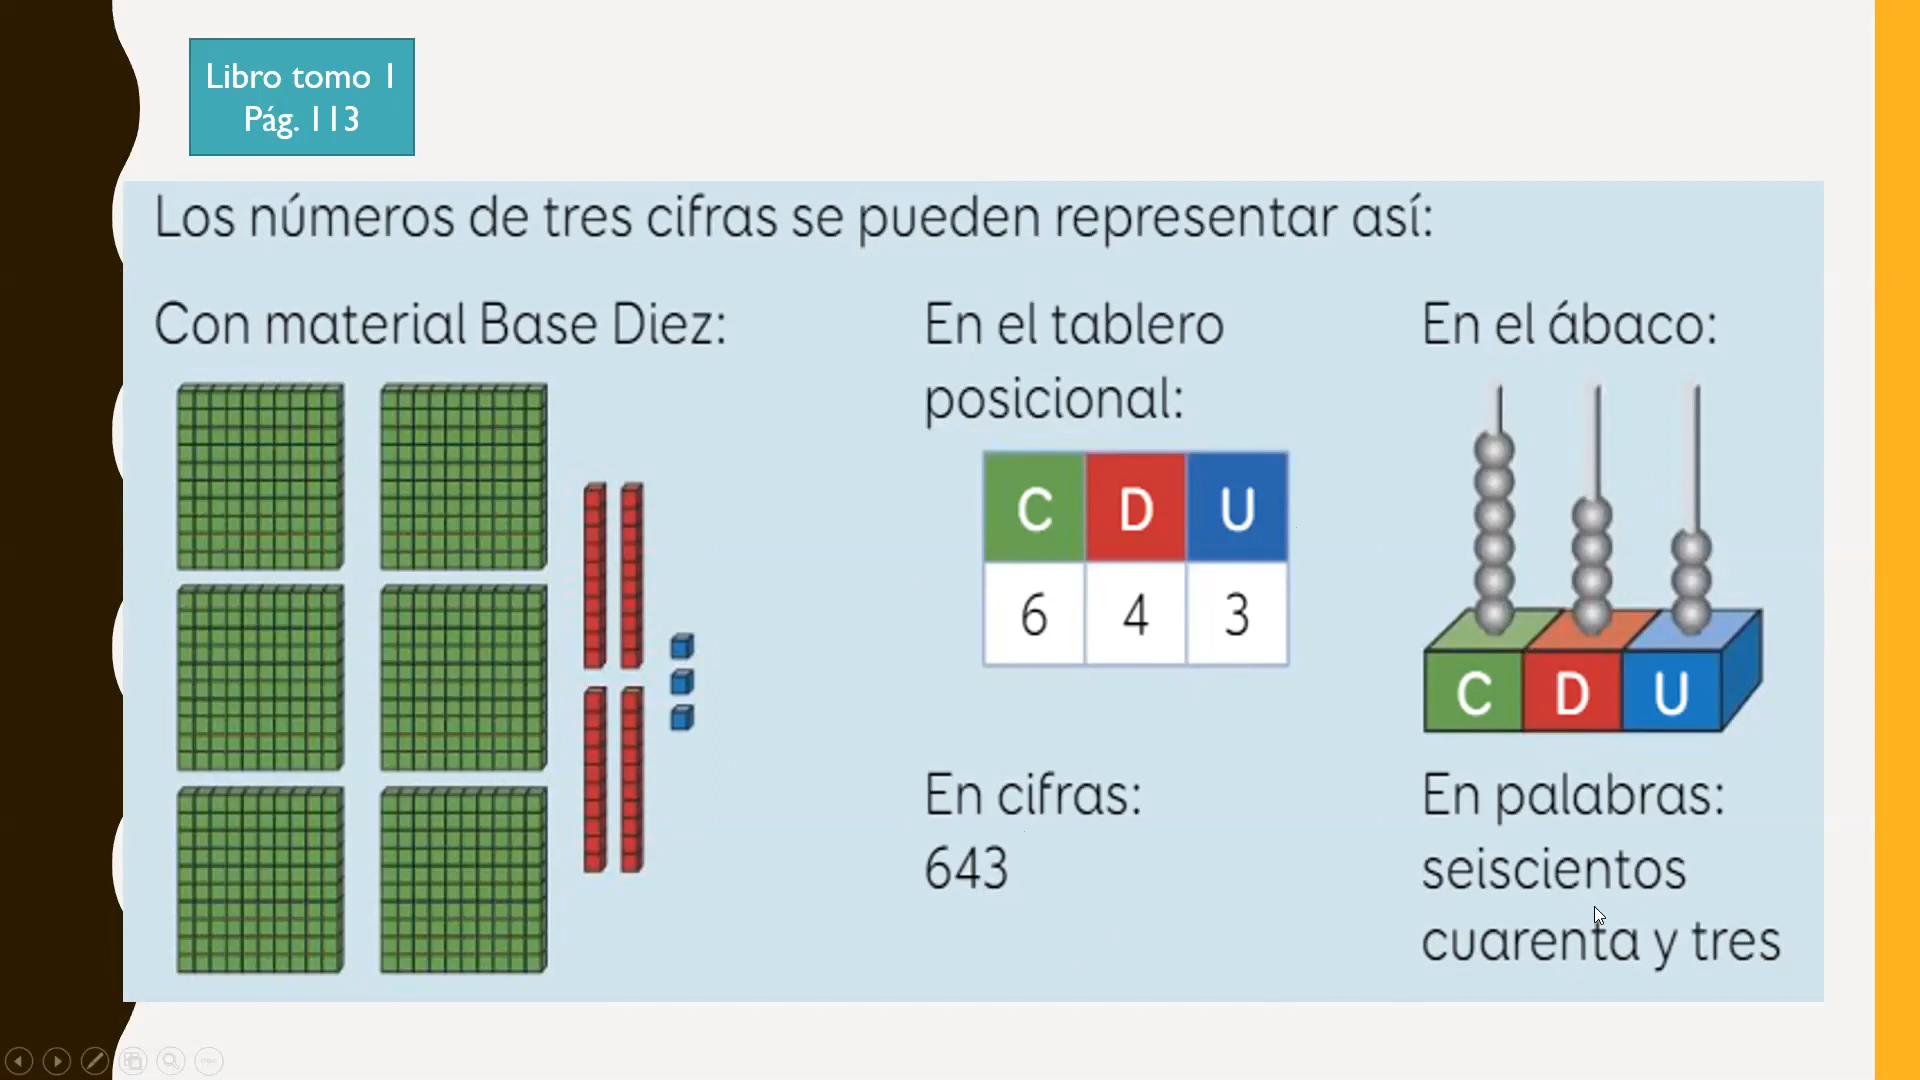 Libro tomo 1
Pág. 113
Los números de tres cifras se pueden representar así:
Con material Base Diez:
En el tablero
posicional:
C D U
6 4 3
En el ábaco:
C D U
En cifras:
643
En palabras:
seiscientos
cuarenta y tres